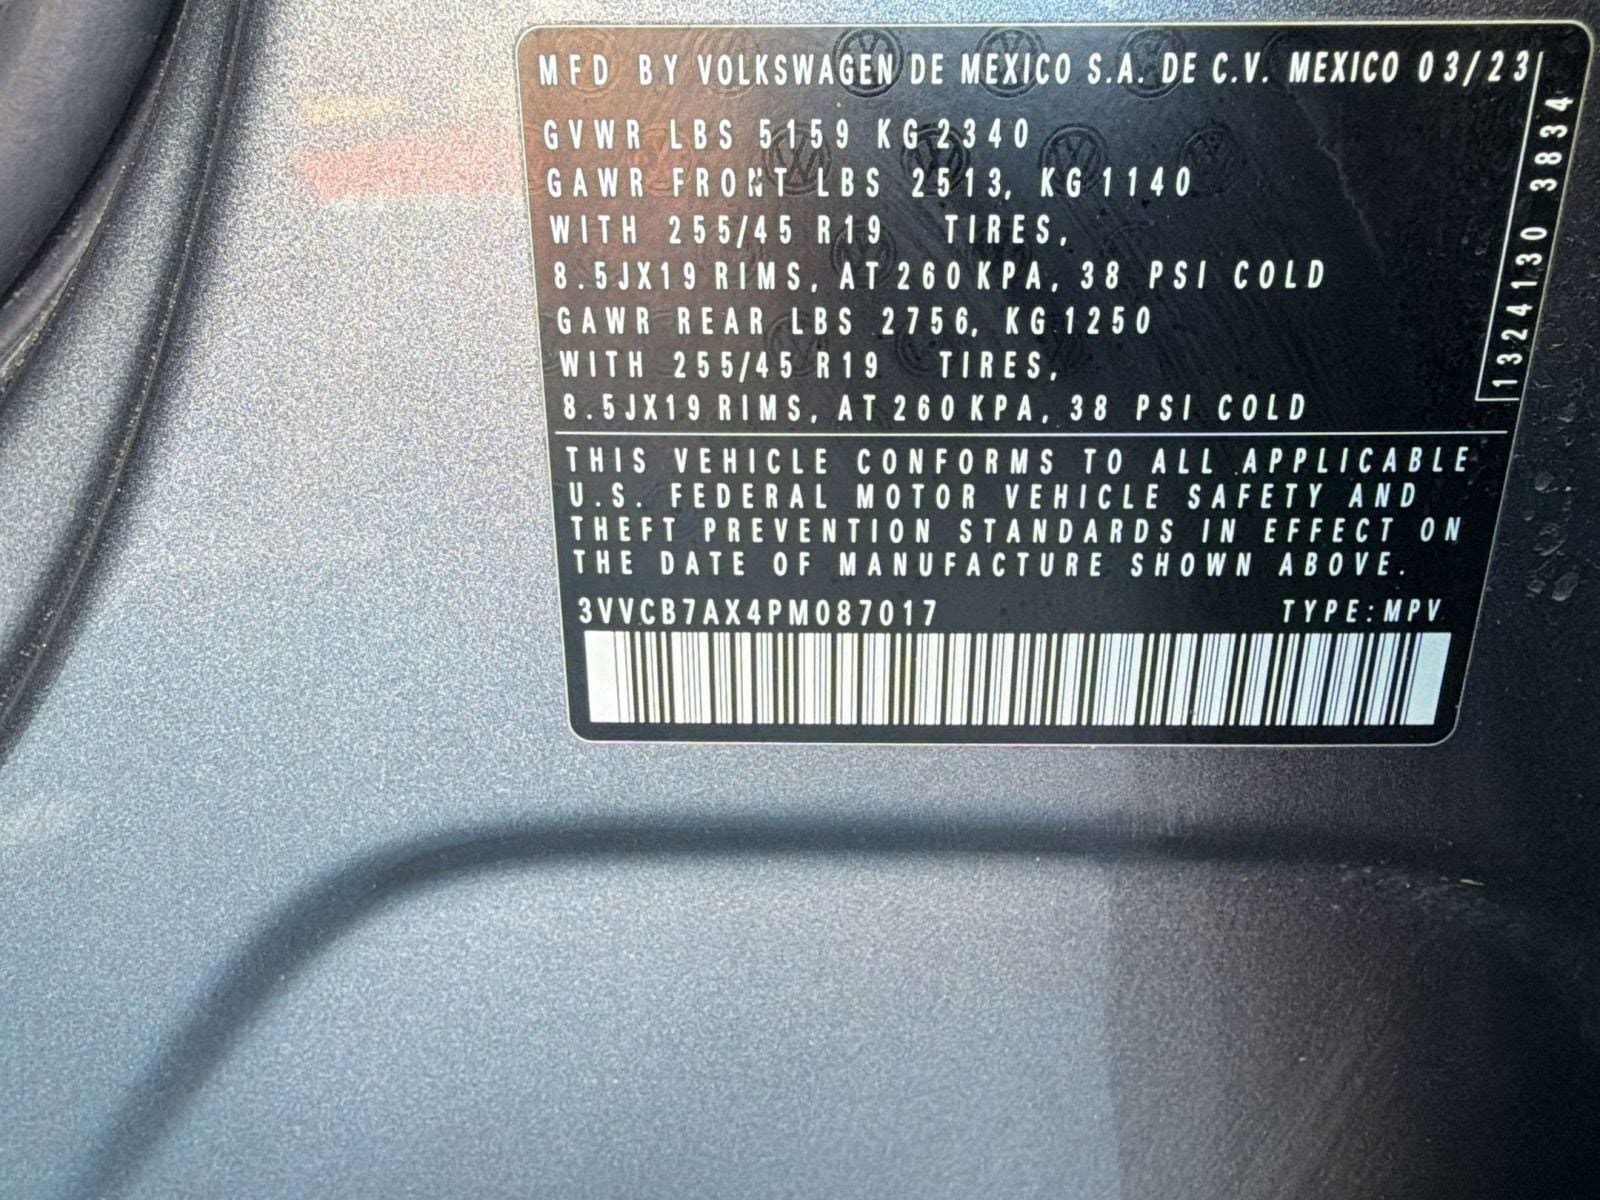 MFD BY VOLKSWAGEN DE MEXICO S.A. DE C.V. MEXICO 03/23
GVWR LBS 5159 KG 2340
GAWR FRONT LBS 2513, KG 1140
WITH 255/45 R19 TIRES,
8.5JX19 RIMS, AT 260 KPA, 38 PSI COLD
GAWR REAR LBS 2756, KG 1250
WITH 255/45 R19 TIRES,
8.5JX19 RIMS, AT 260 KPA, 38 PSI COLD
1324130 3834
THIS VEHICLE CONFORMS TO ALL APPLICABLE
U.S. FEDERAL MOTOR VEHICLE SAFETY AND
THEFT PREVENTION STANDARDS IN EFFECT ON
THE DATE OF MANUFACTURE SHOWN ABOVE.
3VVCB7AX4PM087017 TYPE:MPV